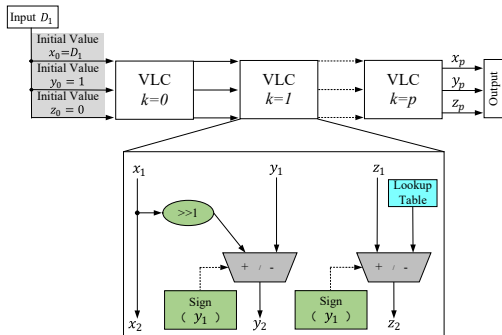 Input D₁
Initial Value
x₀=D₁
Initial Value
y₀ = 1
Initial Value
z₀ = 0
VLC
k=0
VLC
k=1
VLC
k=p
xₚ
yₚ
zₚ
Output
x₁
y₁
z₁
Lookup
Table
>>1
+ / -
+ / -
Sign
( y₁ )
Sign
( y₁ )
x₂
y₂
z₂